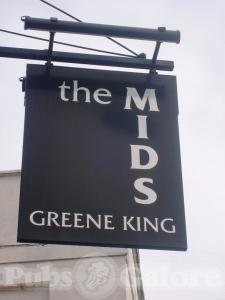 the MIDS
GREENE KING
Pubs Galore